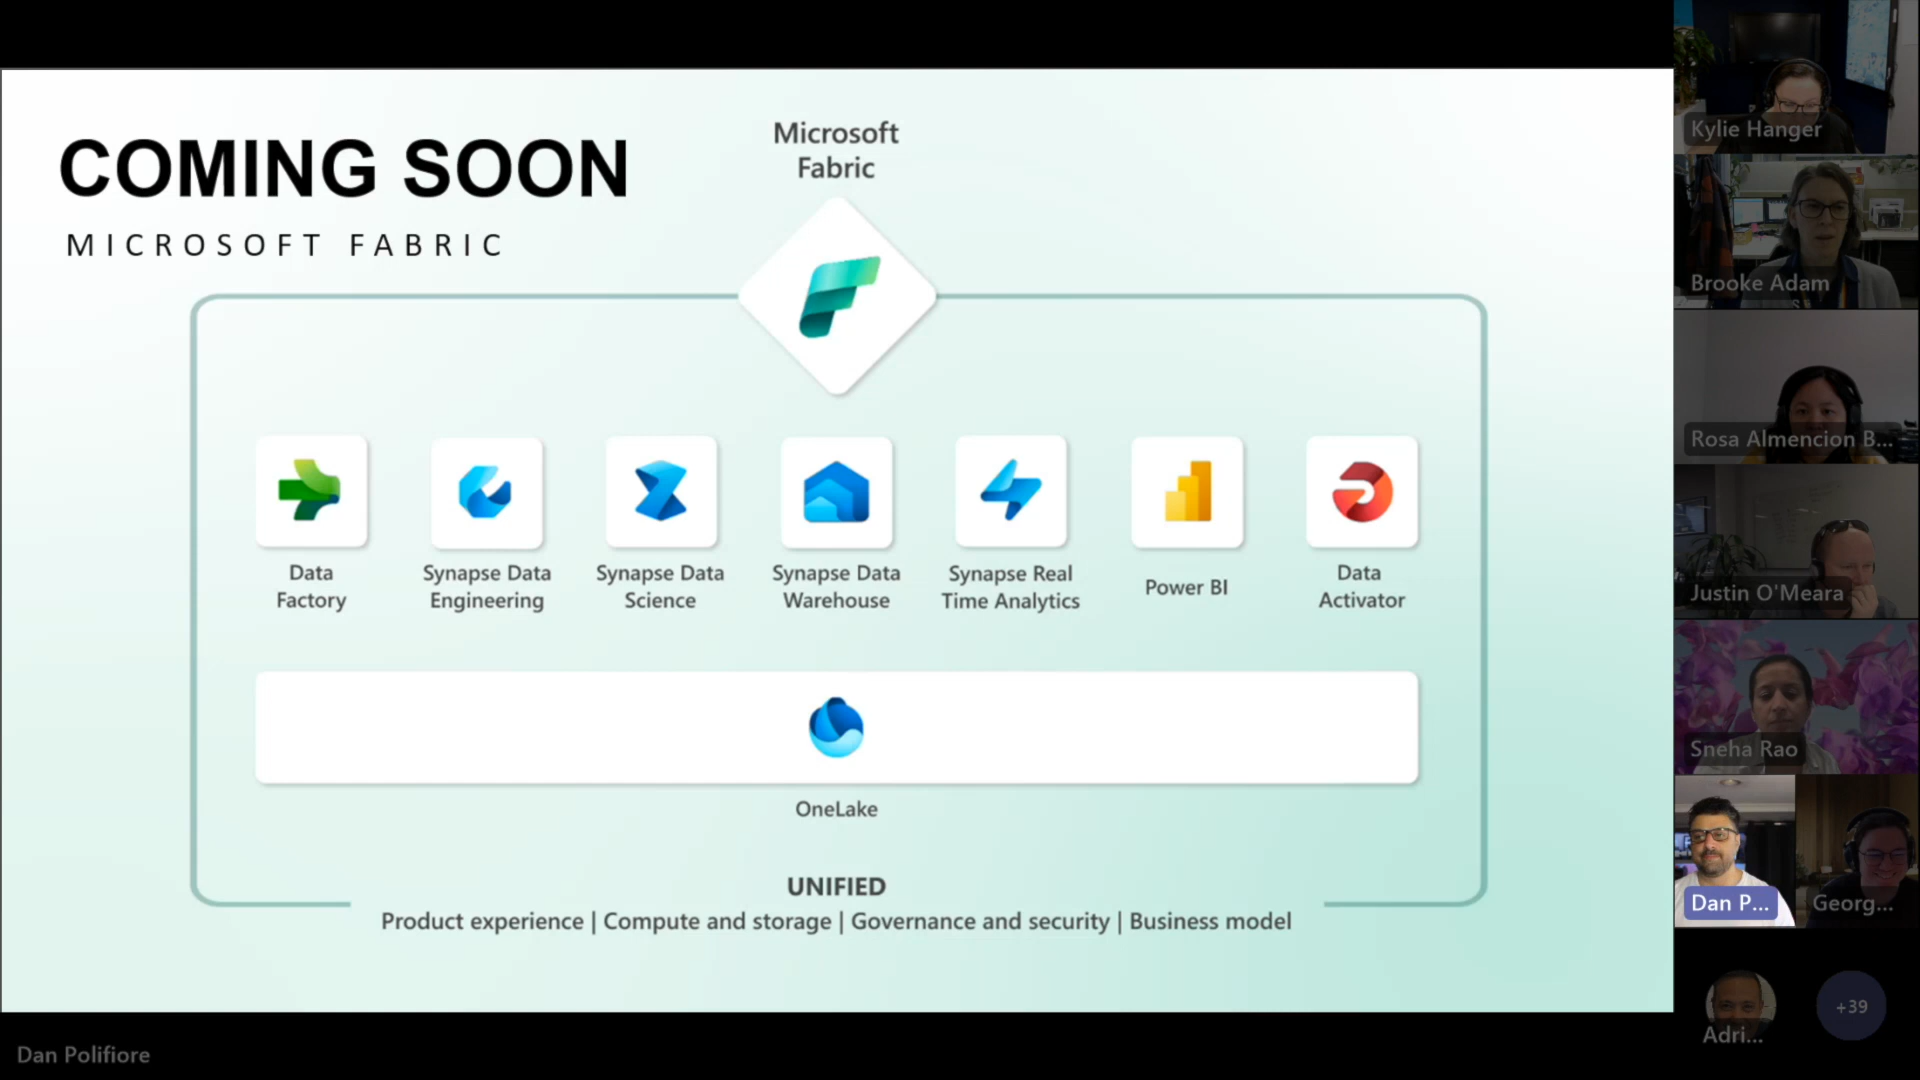 COMING SOON
MICROSOFT FABRIC
Microsoft
Fabric
Data
Factory
Synapse Data
Engineering
Synapse Data
Science
Synapse Data
Warehouse
Synapse Real
Time Analytics
Power BI
Data
Activator
OneLake
UNIFIED
Product experience | Compute and storage | Governance and security | Business model
Kylie Hanger
Brooke Adam
s
Rosa Almencion B...
Justin O'Meara
Sneha Rao
Dan P...
Georg...
Adri...
+39
Dan Polifiore